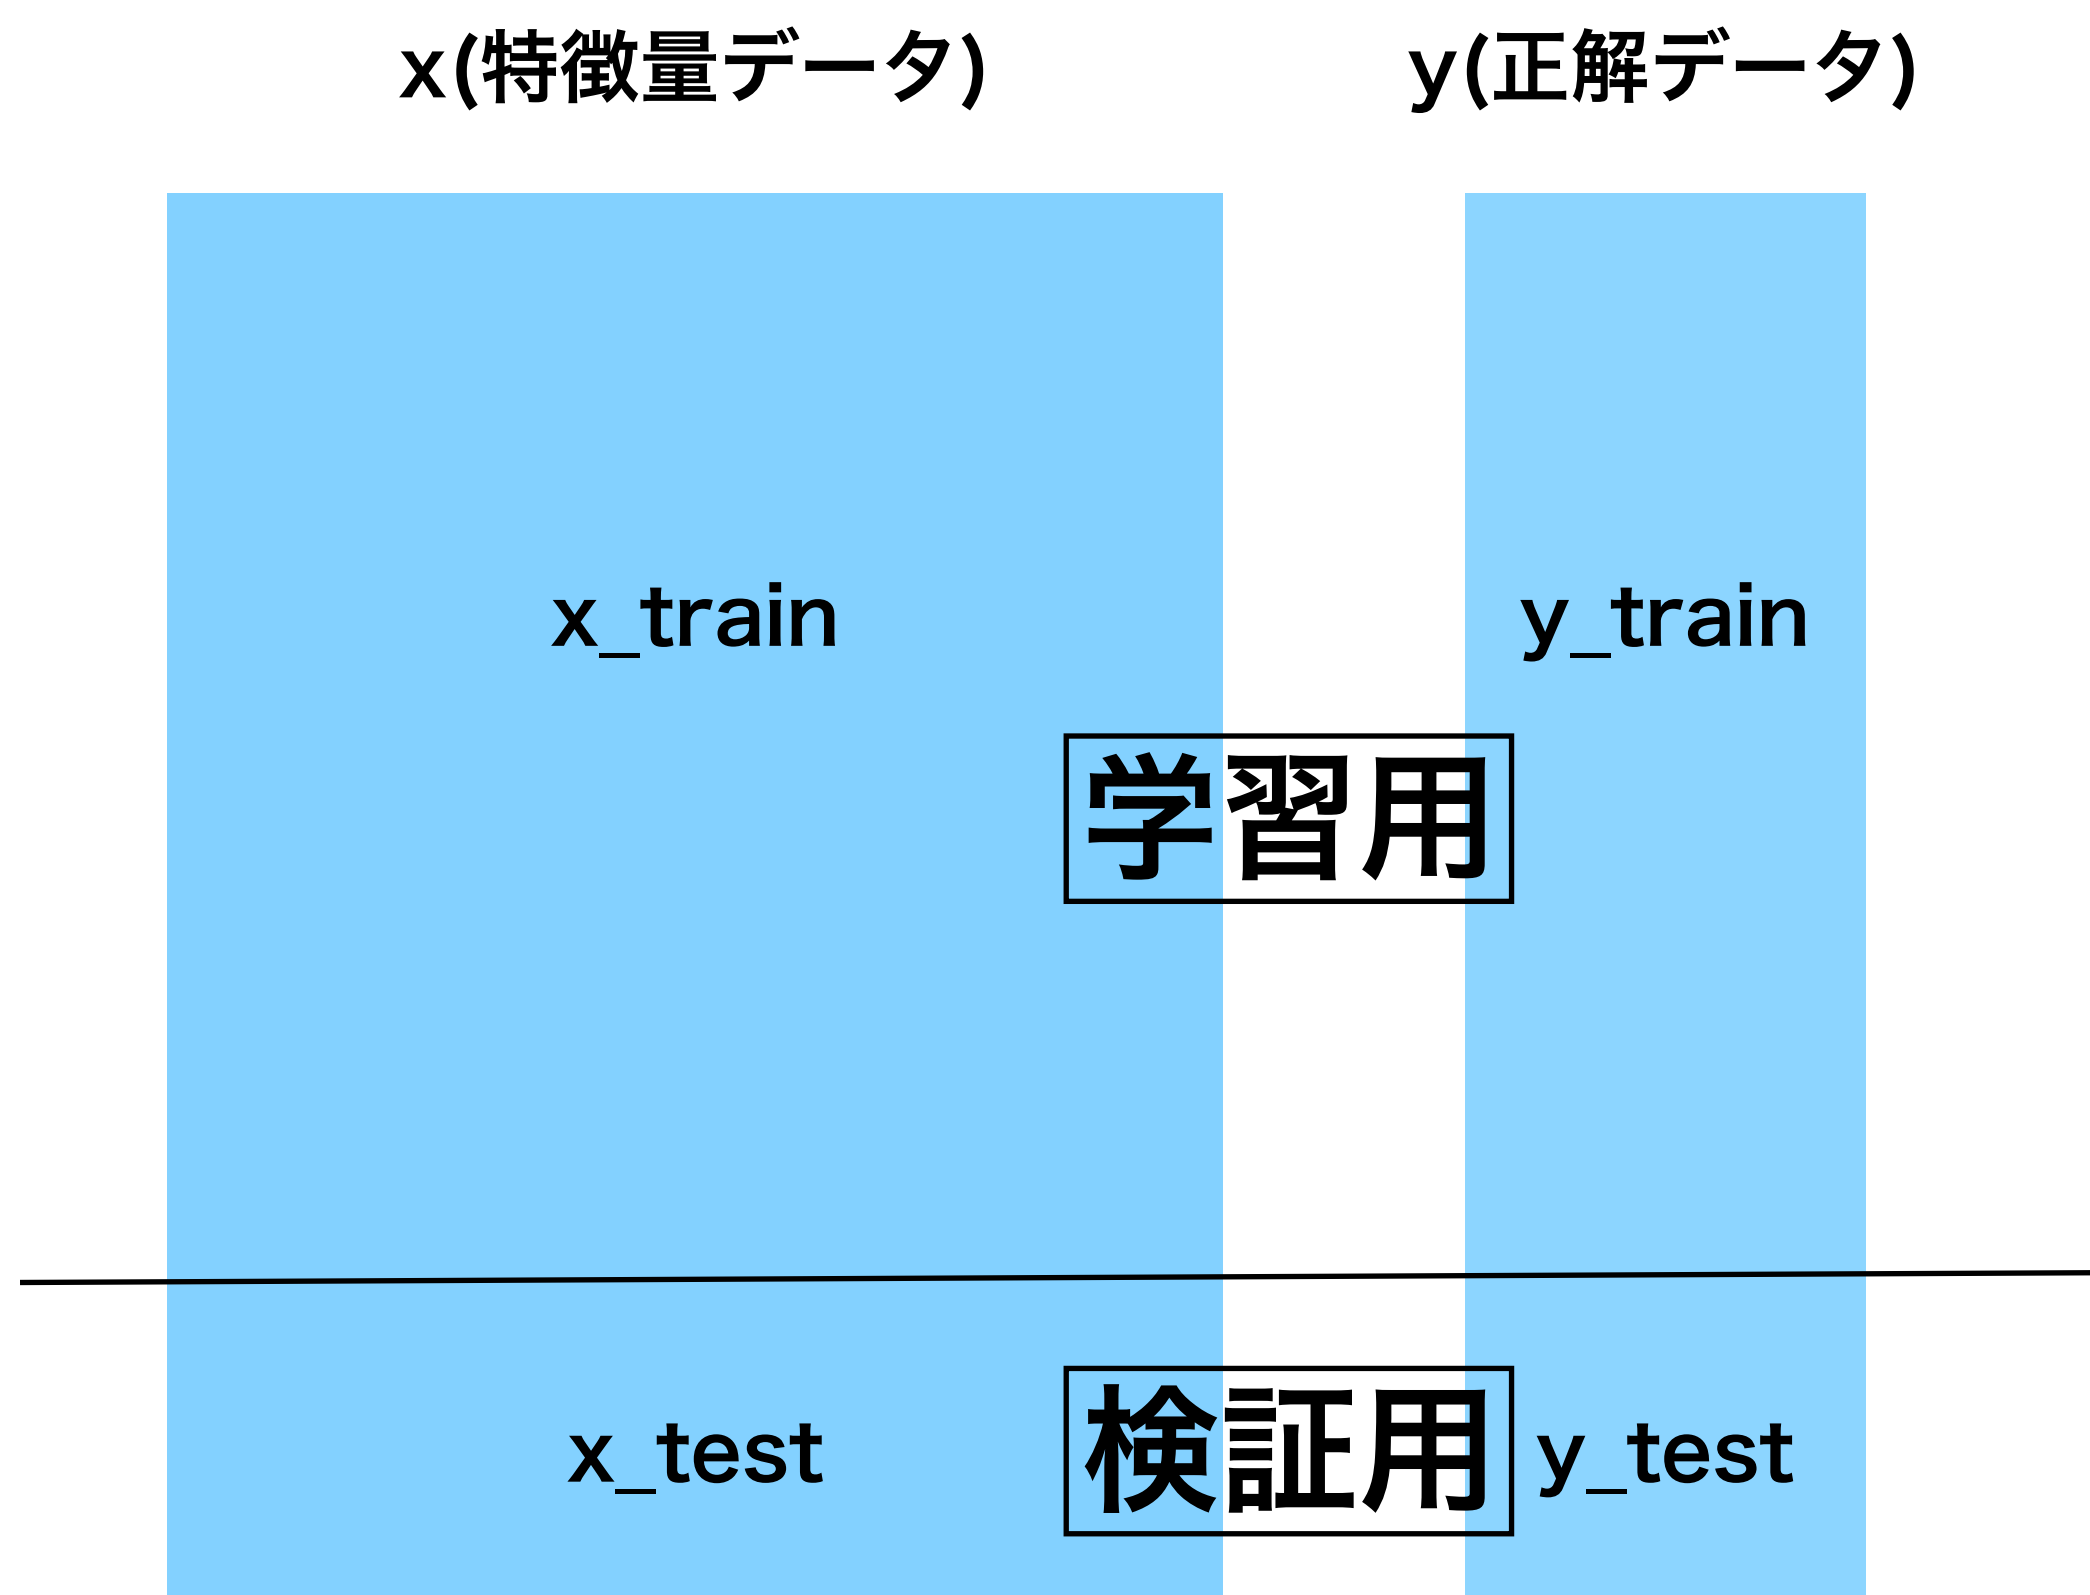 x(特徴量データ)
y(正解データ)
x_train
y_train
学習用
x_test
検証用
y_test